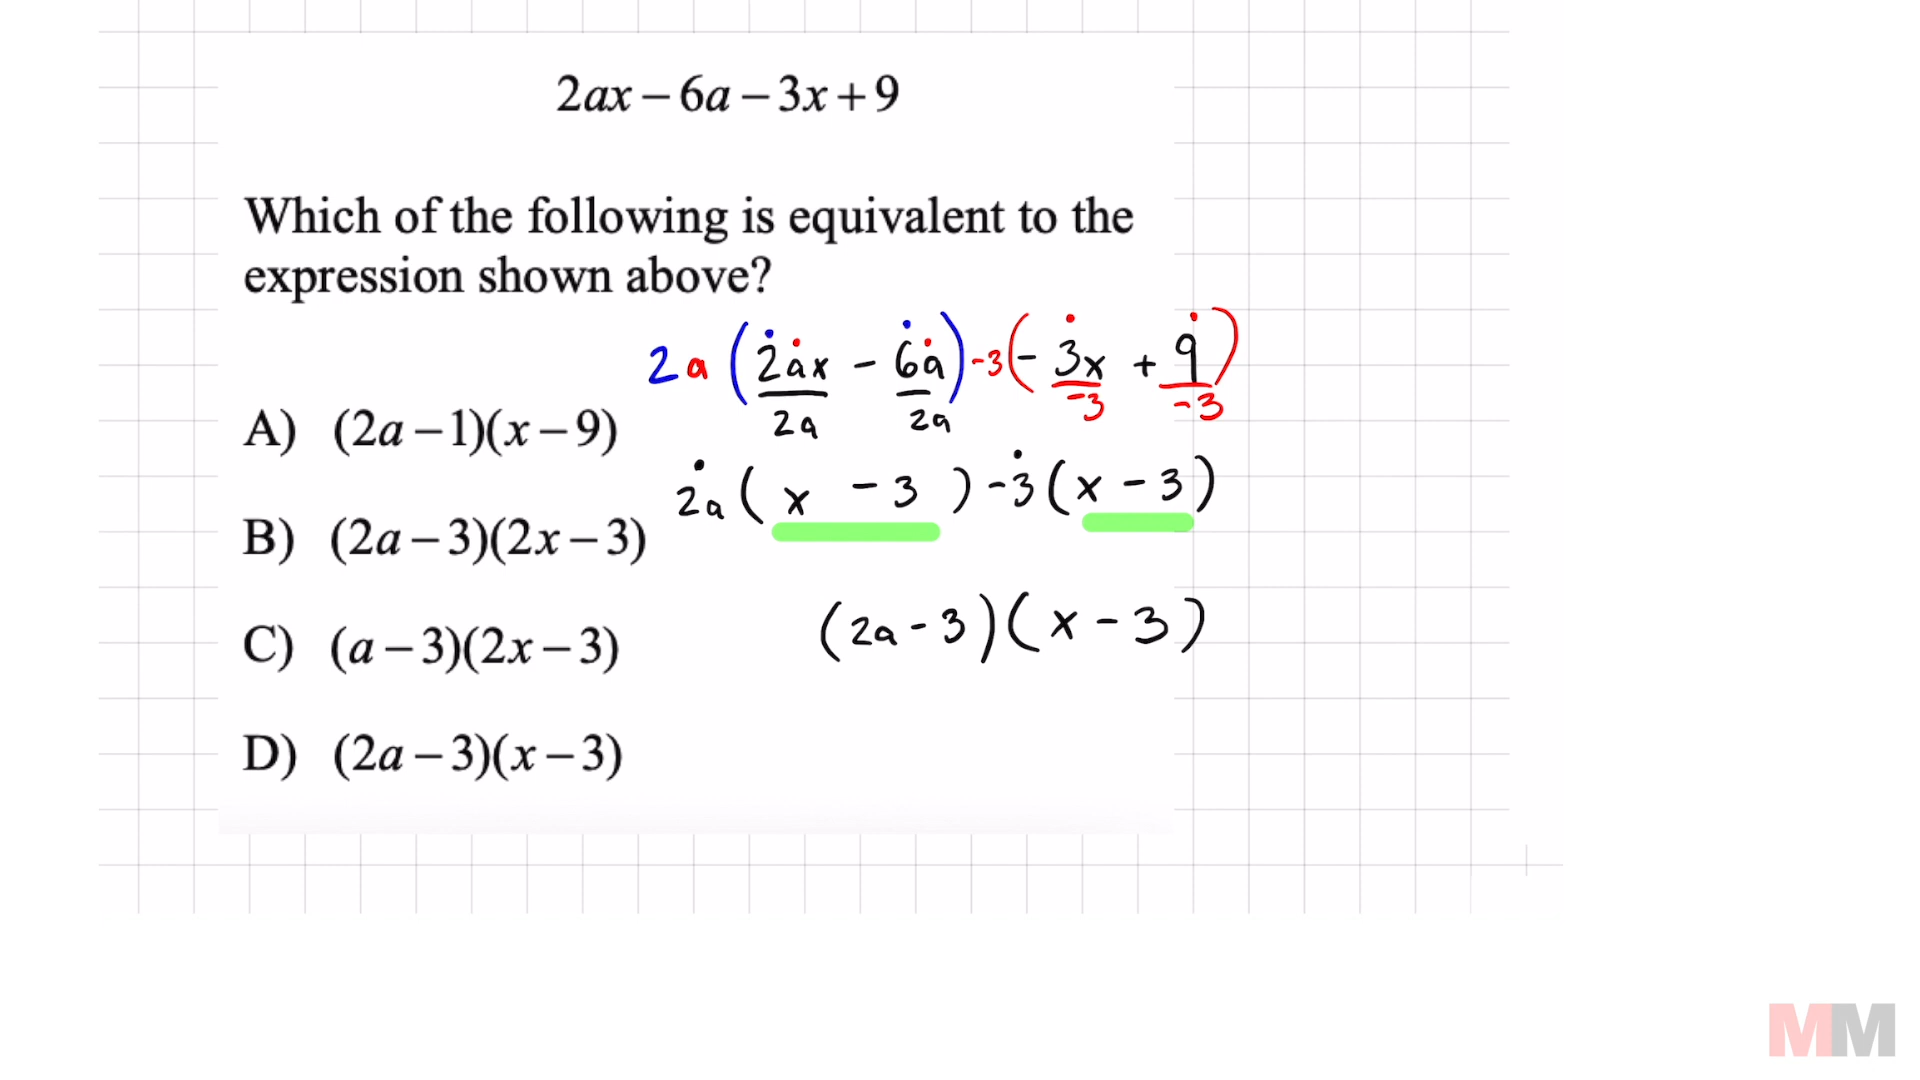 2ax – 6a – 3x + 9
Which of the following is equivalent to the
expression shown above?
2a(2ax/2a - 6a/2a) -3(-3x/-3 + 9/-3)
A) (2a – 1)(x – 9)
2a(x - 3) - 3(x - 3)
B) (2a – 3)(2x – 3)
(2a - 3)(x - 3)
C) (a – 3)(2x – 3)
D) (2a – 3)(x – 3)
MM